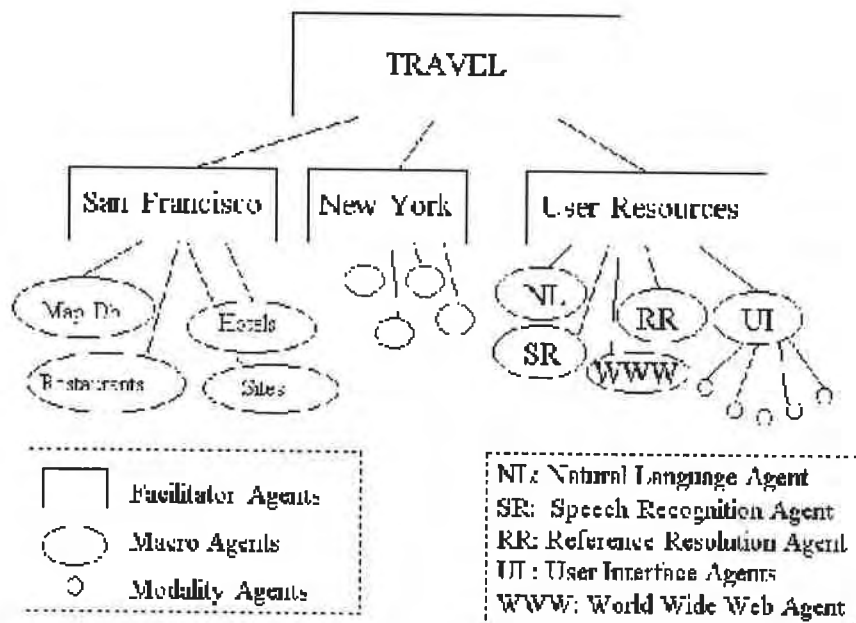 TRAVEL
San Francisco
New York
User Resources
Map Db
Hotels
Restaurants
Sites
NL
SR
RR
WWW
UI
Facilitator Agents
Macro Agents
Modality Agents
NL: Natural Language Agent
SR: Speech Recognition Agent
RR: Reference Resolution Agent
UI: User Interface Agents
WWW: World Wide Web Agent